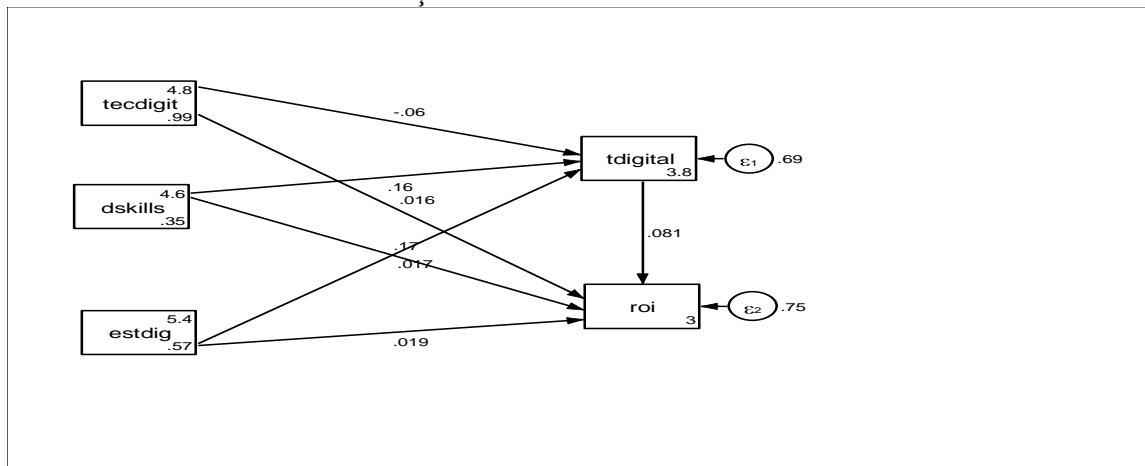 4.8
tecdigit
.99
-.06
tdigital
3.8
ε1
.69
4.6
dskills
.35
.16
.016
.17
.017
.081
5.4
estdig
.57
.019
roi
3
ε2
.75